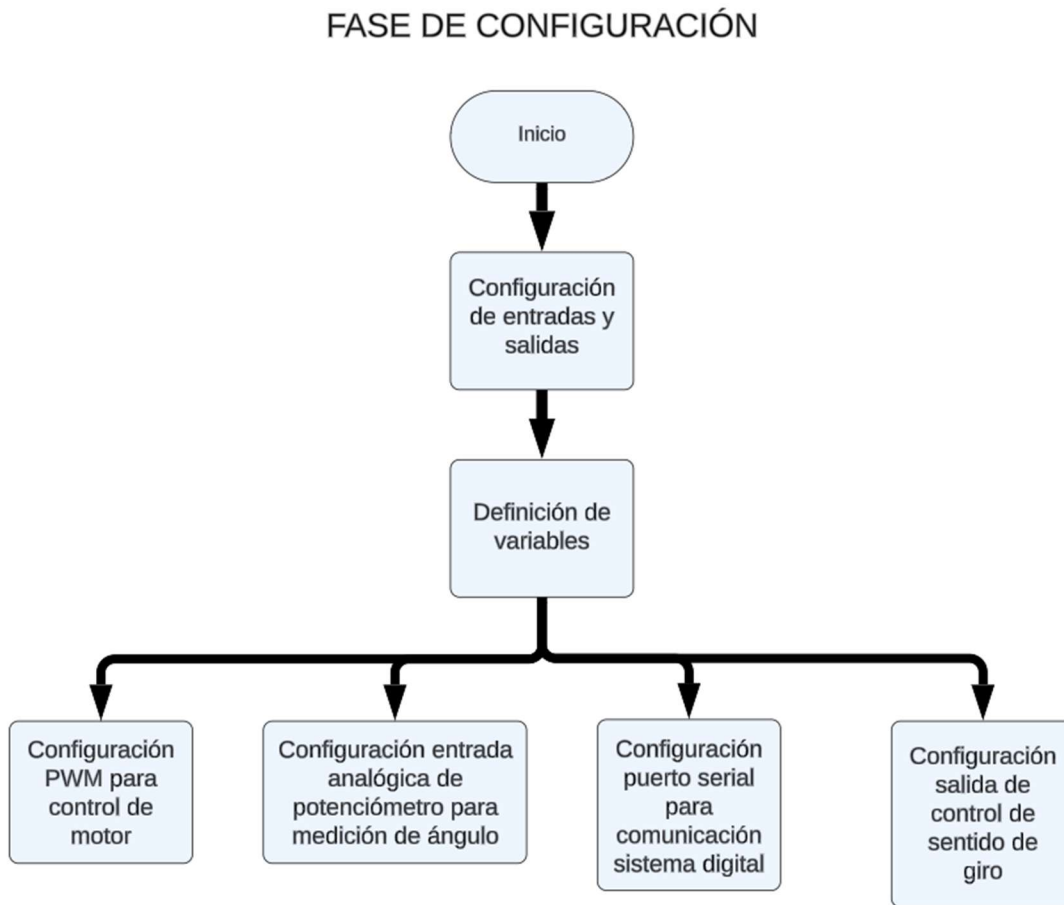 FASE DE CONFIGURACIÓN
Inicio
Configuración
de entradas y
salidas
Definición de
variables
Configuración
PWM para
control de
motor
Configuración entrada
analógica de
potenciómetro para
medición de ángulo
Configuración
puerto serial
para
comunicación
sistema digital
Configuración
salida de
control de
sentido de
giro